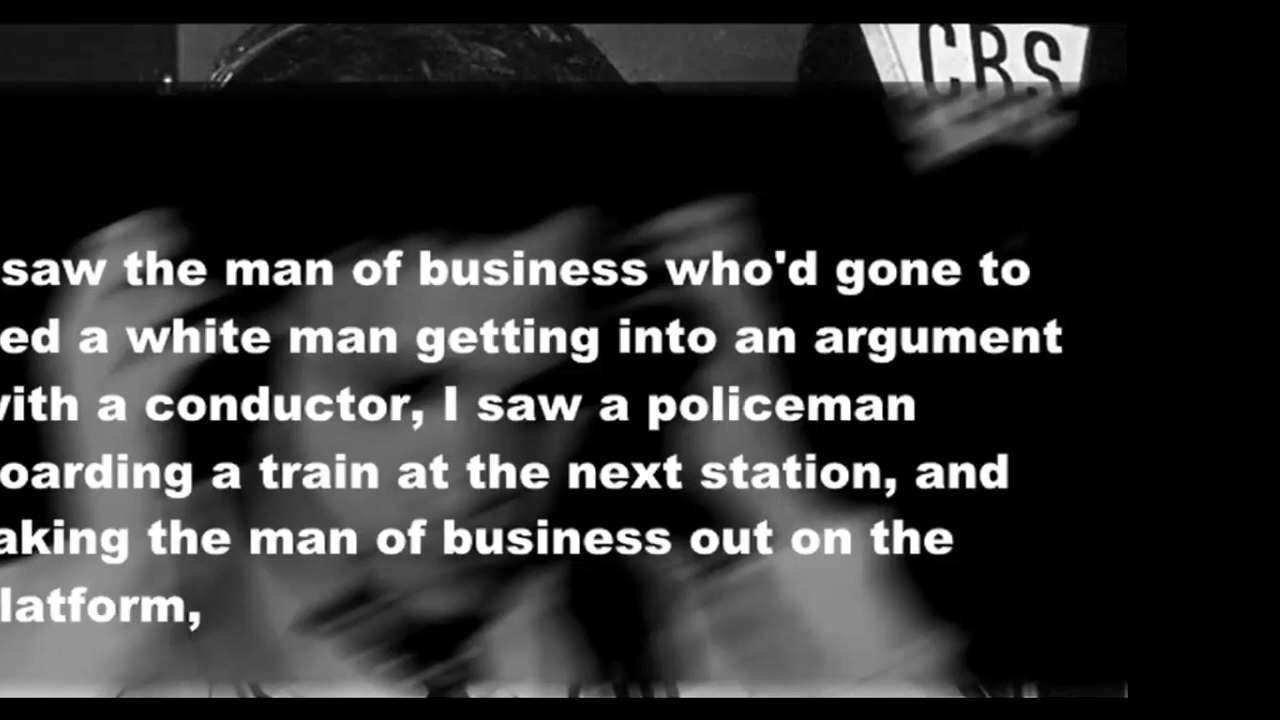 CBS
saw the man of business who'd gone to
ed a white man getting into an argument
ith a conductor, I saw a policeman
oarding a train at the next station, and
aking the man of business out on the
latform,